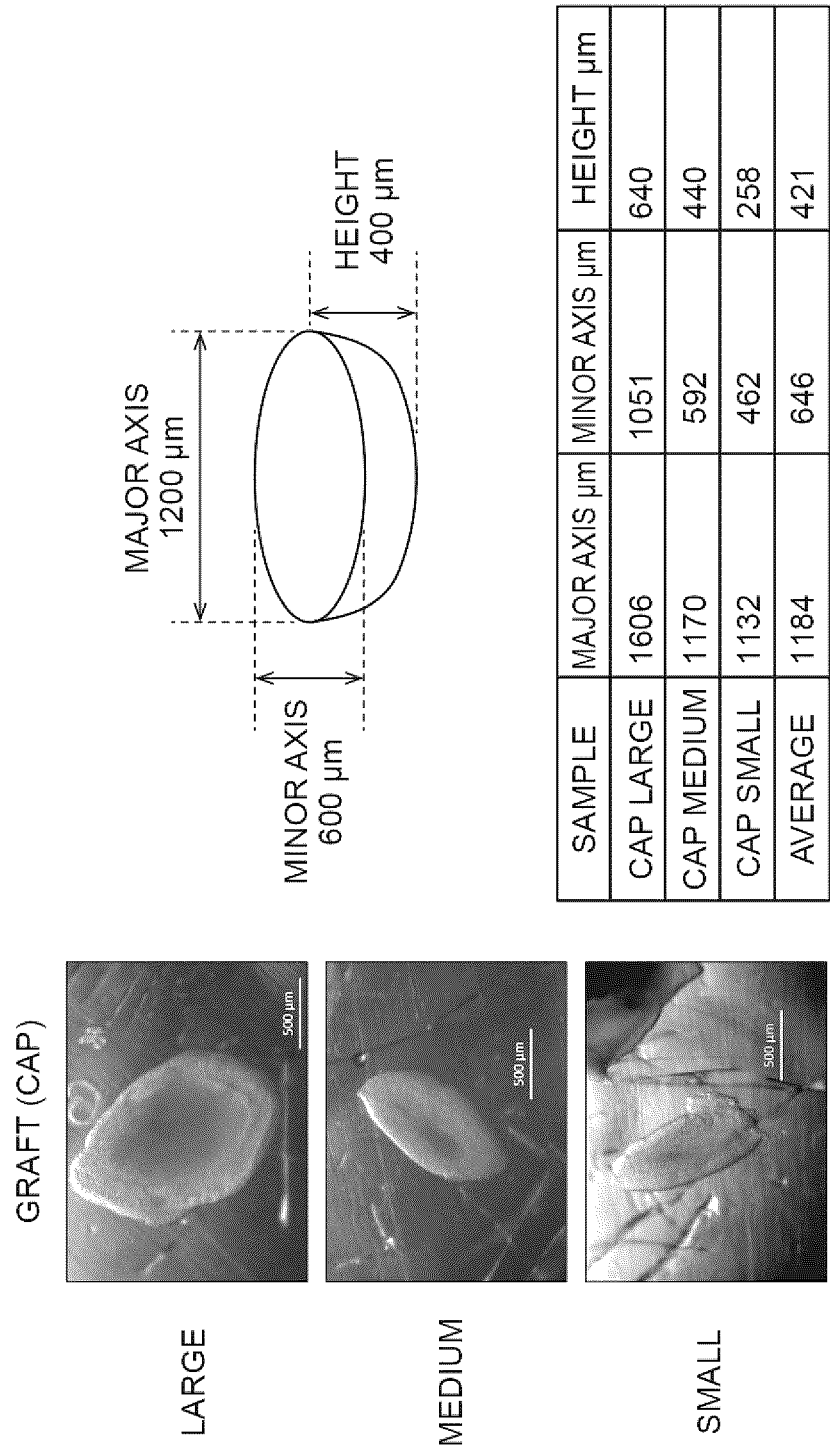 GRAFT (CAP)
LARGE
500 µm
MEDIUM
500 µm
SMALL
500 µm
MAJOR AXIS
1200 µm
MINOR AXIS
600 µm
HEIGHT
400 µm
SAMPLE MAJOR AXIS µm MINOR AXIS µm HEIGHT µm
CAP LARGE 1606 1051 640
CAP MEDIUM 1170 592 440
CAP SMALL 1132 462 258
AVERAGE 1184 646 421